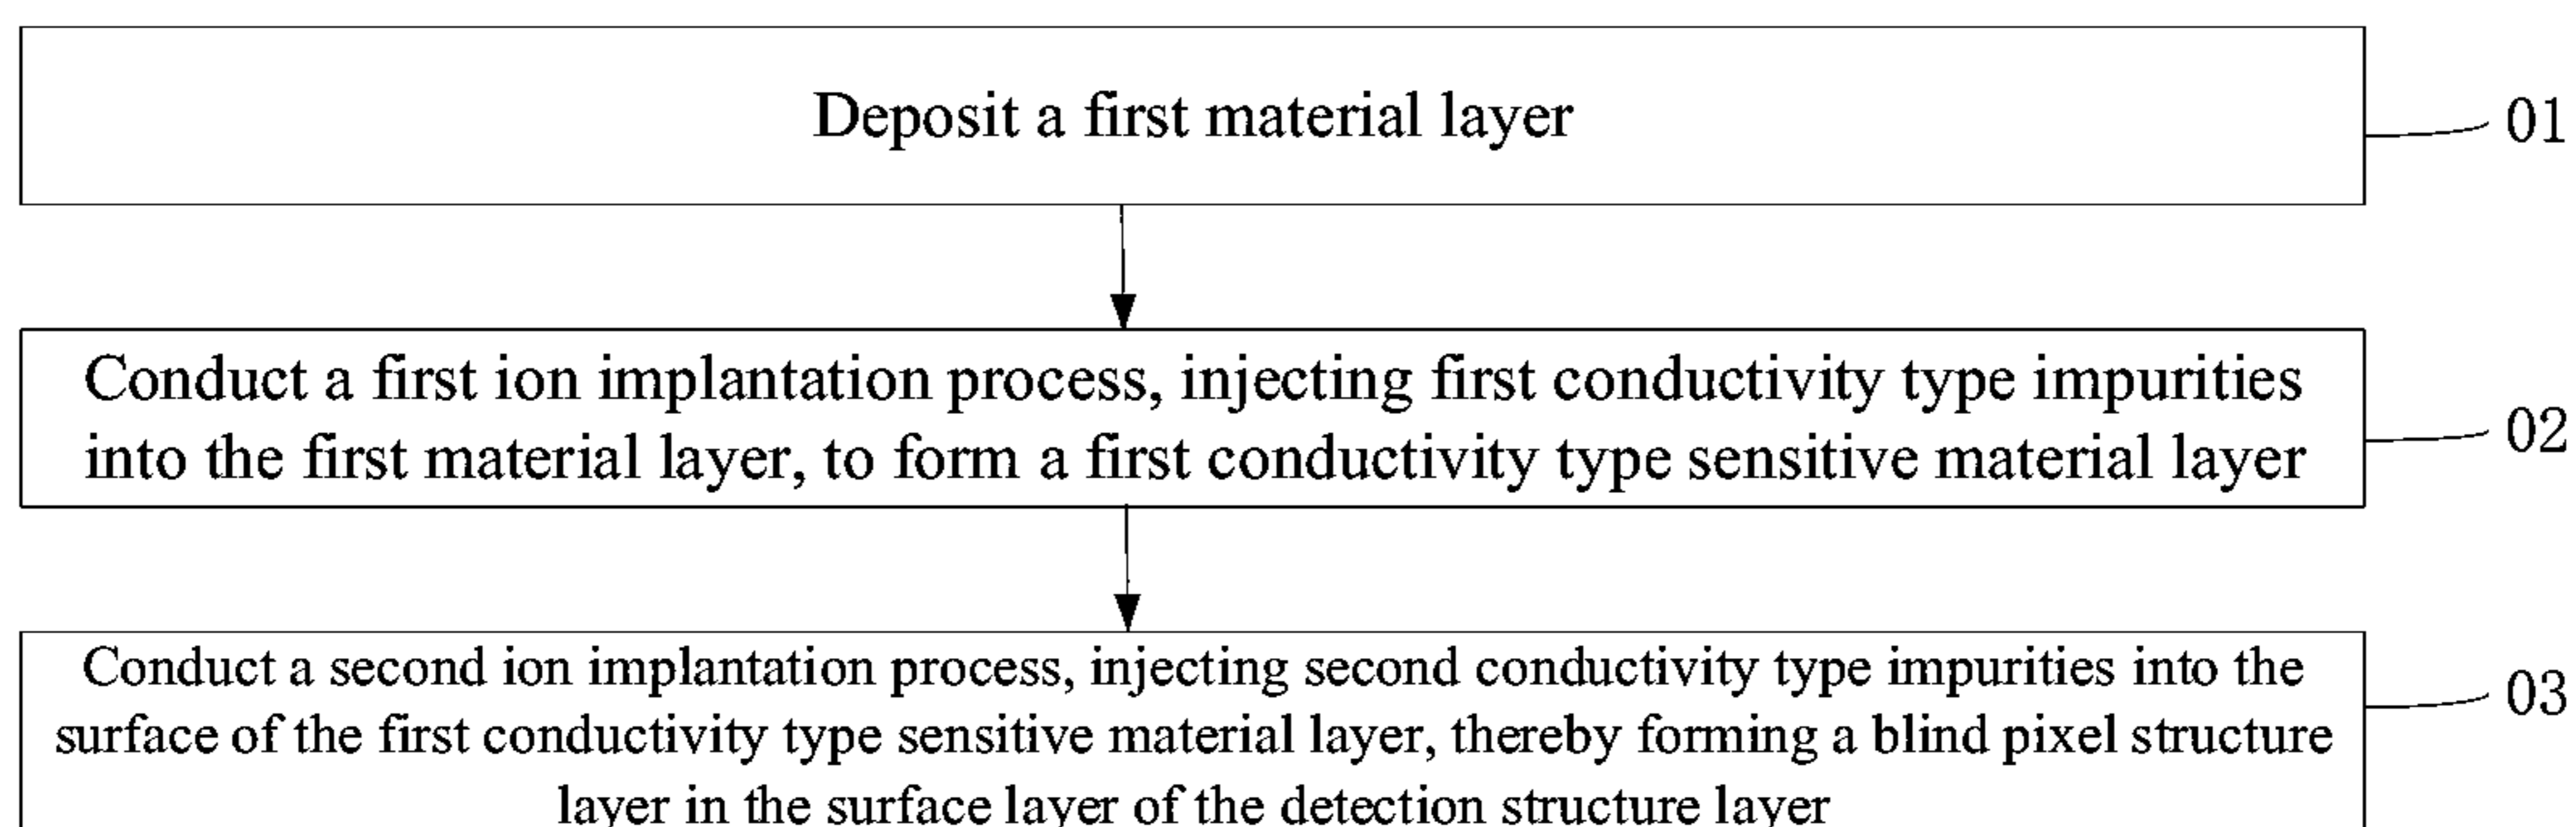 Deposit a first material layer
01
Conduct a first ion implantation process, injecting first conductivity type impurities
into the first material layer, to form a first conductivity type sensitive material layer
02
Conduct a second ion implantation process, injecting second conductivity type impurities into the
surface of the first conductivity type sensitive material layer, thereby forming a blind pixel structure
layer in the surface layer of the detection structure layer
03